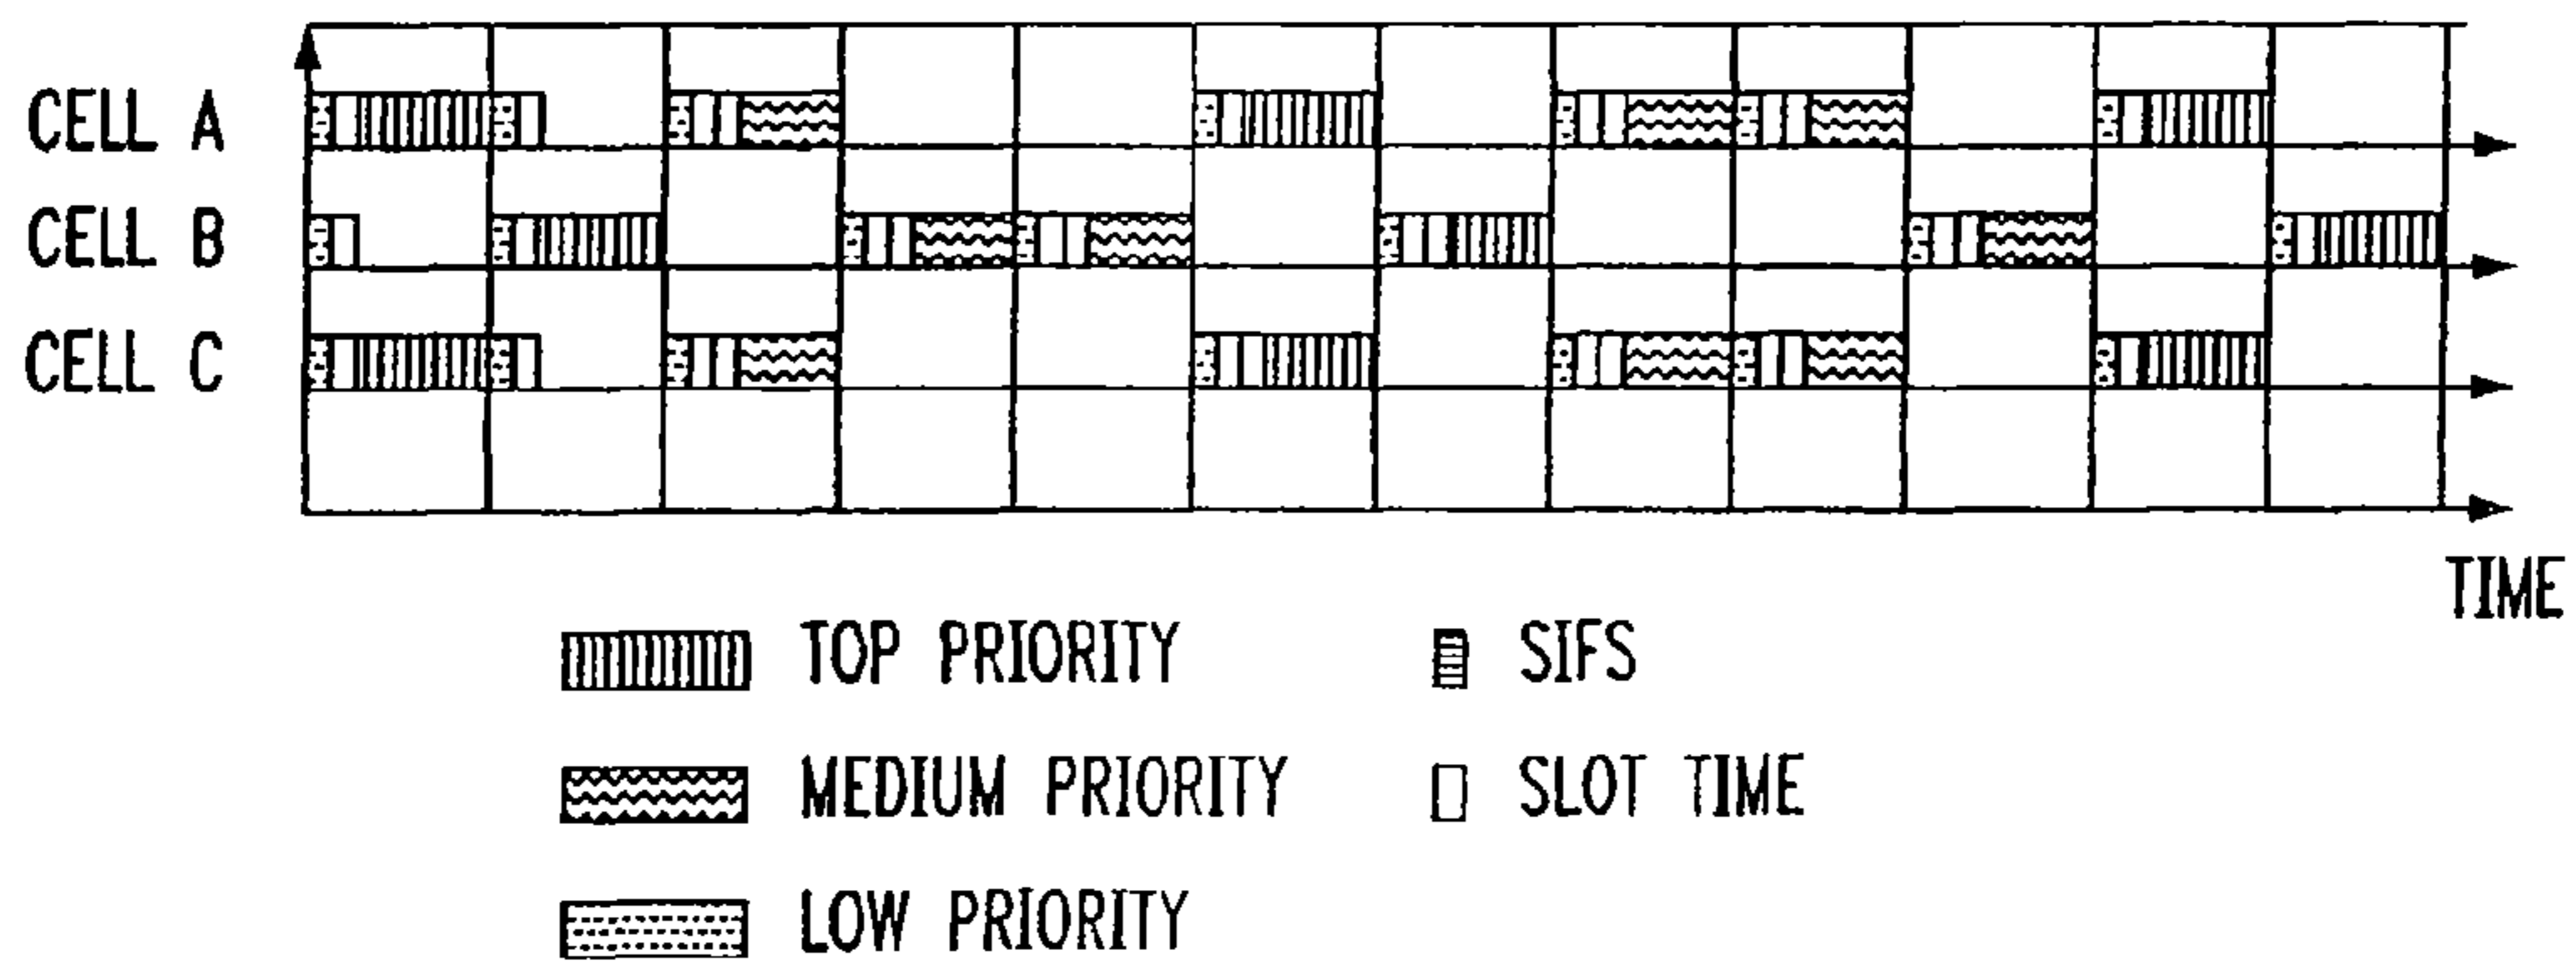 CELL A
CELL B
CELL C
TIME
TOP PRIORITY
SIFS
MEDIUM PRIORITY
SLOT TIME
LOW PRIORITY